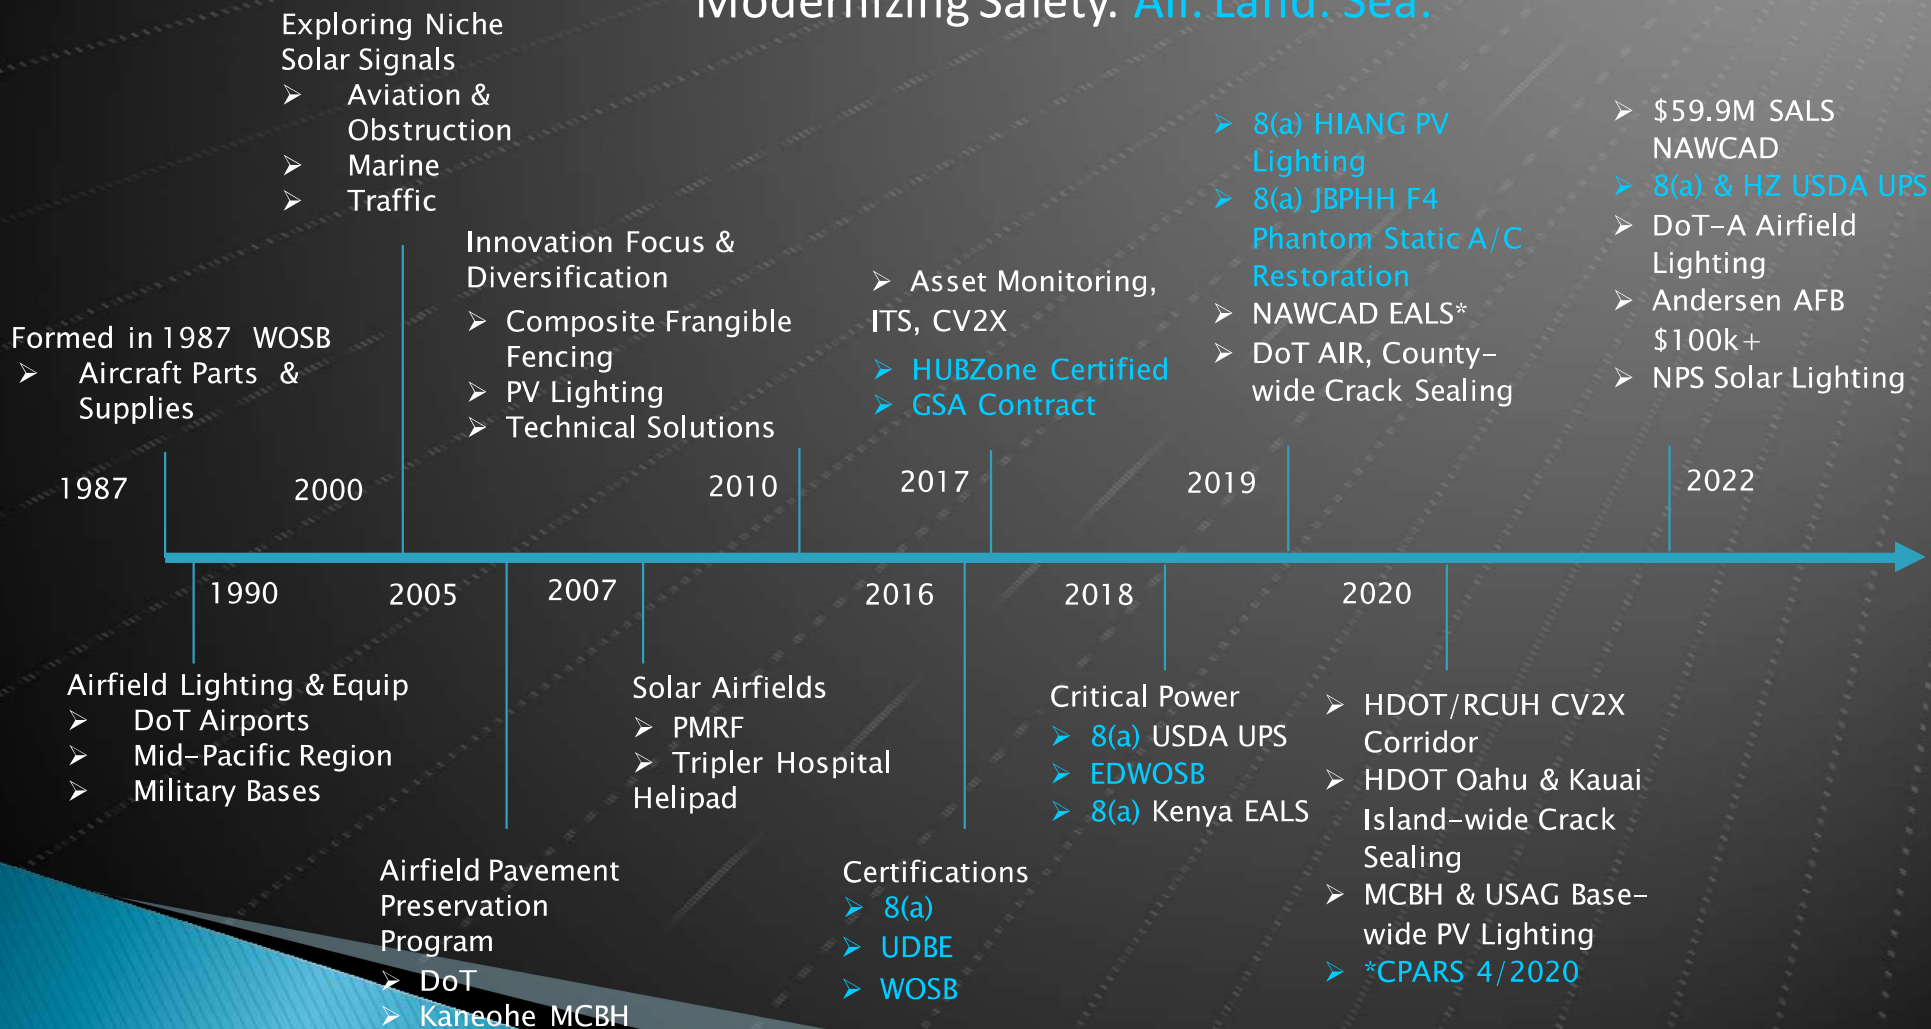 Modernizing Safety. Air. Land. Sea.
Exploring Niche
Solar Signals
➢ Aviation &
Obstruction
➢ Marine
➢ Traffic
Innovation Focus &
Diversification
➢ Composite Frangible
Fencing
➢ PV Lighting
➢ Technical Solutions
Formed in 1987 WOSB
➢ Aircraft Parts &
Supplies
➢ Asset Monitoring,
ITS, CV2X
➢ HUBZone Certified
➢ GSA Contract
➢ 8(a) HIANG PV
Lighting
➢ 8(a) JBPHH F4
Phantom Static A/C
Restoration
➢ NAWCAD EALS*
➢ DoT AIR, County-
wide Crack Sealing
➢ $59.9M SALS
NAWCAD
➢ 8(a) & HZ USDA UPS
➢ DoT-A Airfield
Lighting
➢ Andersen AFB
$100k+
➢ NPS Solar Lighting
1987
2000
2010
2017
2019
2022
1990
2005
2007
2016
2018
2020
Airfield Lighting & Equip
➢ DoT Airports
➢ Mid-Pacific Region
➢ Military Bases
Airfield Pavement
Preservation
Program
➢ DoT
➢ Kaneohe MCBH
Solar Airfields
➢ PMRF
➢ Tripler Hospital
Helipad
Certifications
➢ 8(a)
➢ UDBE
➢ WOSB
Critical Power
➢ 8(a) USDA UPS
➢ EDWOSB
➢ 8(a) Kenya EALS
➢ HDOT/RCUH CV2X
Corridor
➢ HDOT Oahu & Kauai
Island-wide Crack
Sealing
➢ MCBH & USAG Base-
wide PV Lighting
➢ *CPARS 4/2020